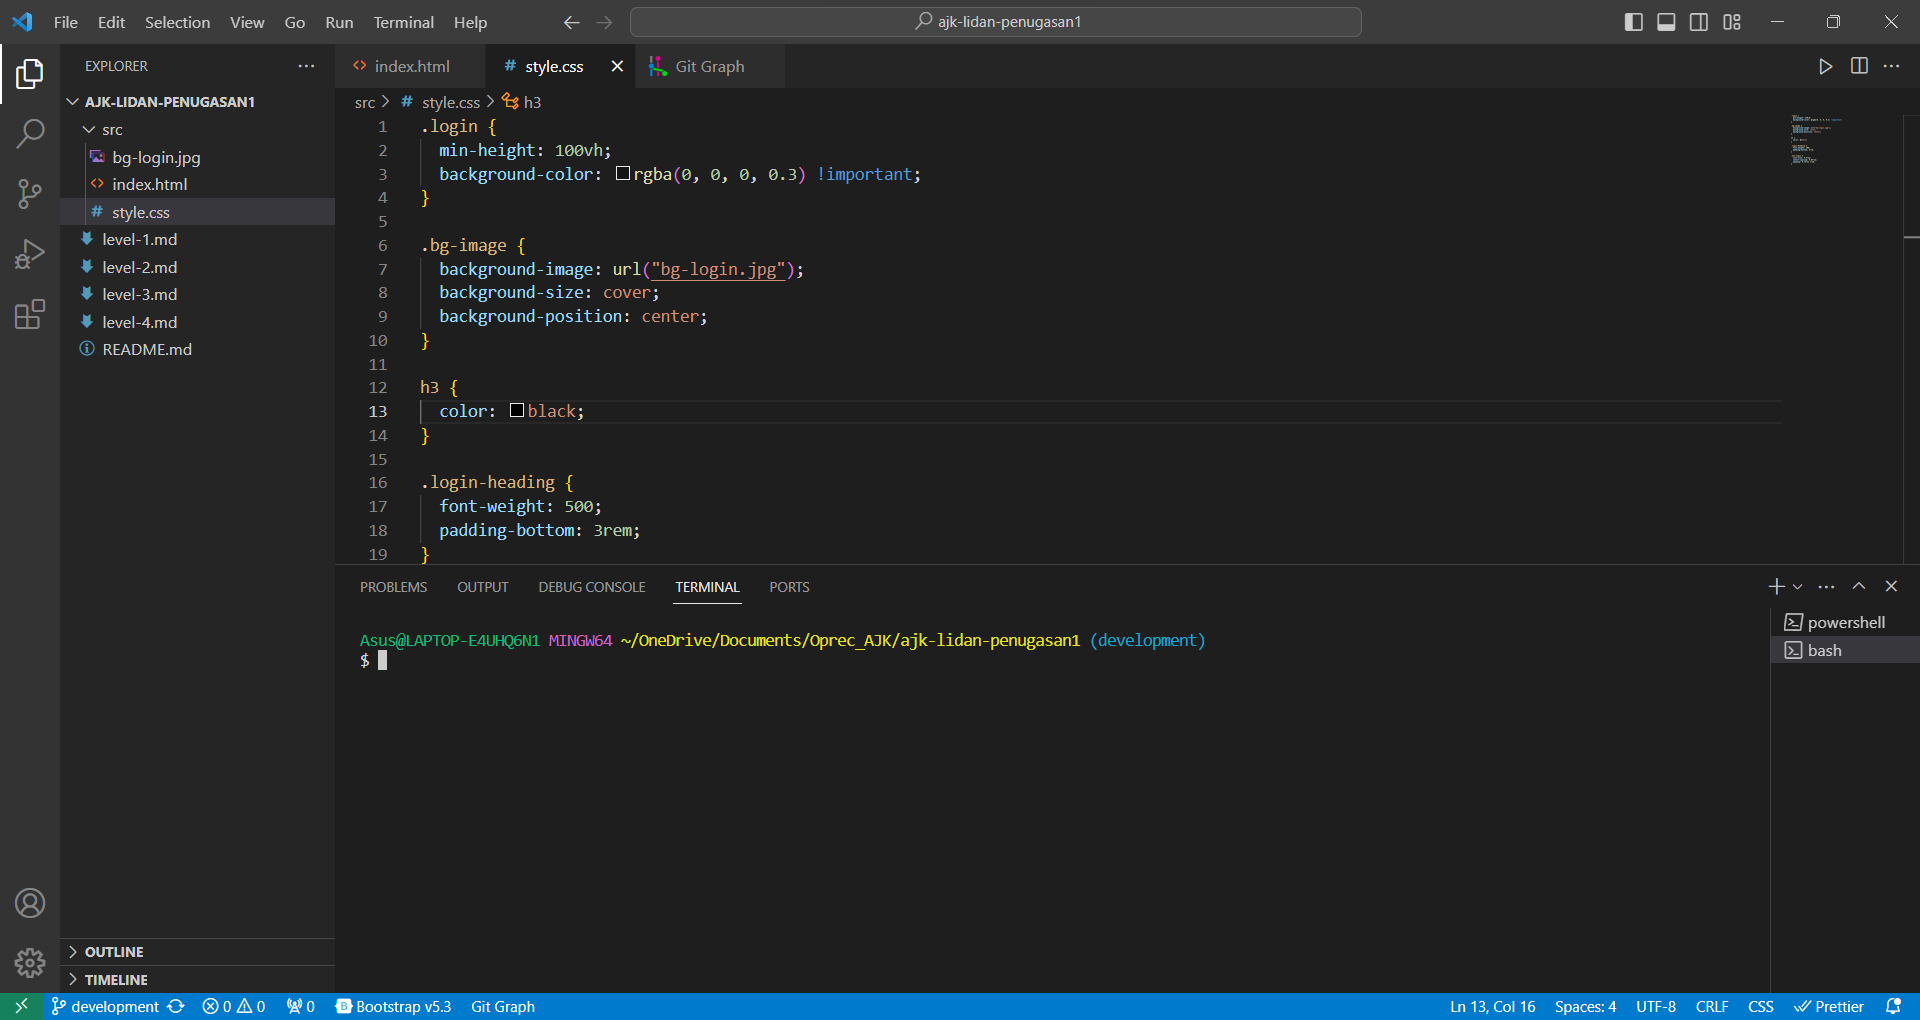 File Edit Selection View Go Run Terminal Help ajk-lidan-penugasan1
EXPLORER
AJK-LIDAN-PENUGASAN1
src
bg-login.jpg
index.html
style.css
level-1.md
level-2.md
level-3.md
level-4.md
README.md
OUTLINE
TIMELINE
index.html style.css Git Graph
src > # style.css > h3
1 .login {
2 min-height: 100vh;
3 background-color: rgba(0, 0, 0, 0.3) !important;
4 }
5
6 .bg-image {
7 background-image: url("bg-login.jpg");
8 background-size: cover;
9 background-position: center;
10 }
11
12 h3 {
13 color: black;
14 }
15
16 .login-heading {
17 font-weight: 500;
18 padding-bottom: 3rem;
19 }
PROBLEMS OUTPUT DEBUG CONSOLE TERMINAL PORTS
Asus@LAPTOP-E4UHQ6N1 MINGW64 ~/OneDrive/Documents/Oprec_AJK/ajk-lidan-penugasan1 (development)
$
powershell
bash
development 0 0 0 Bootstrap v5.3 Git Graph Ln 13, Col 16 Spaces: 4 UTF-8 CRLF CSS Prettier